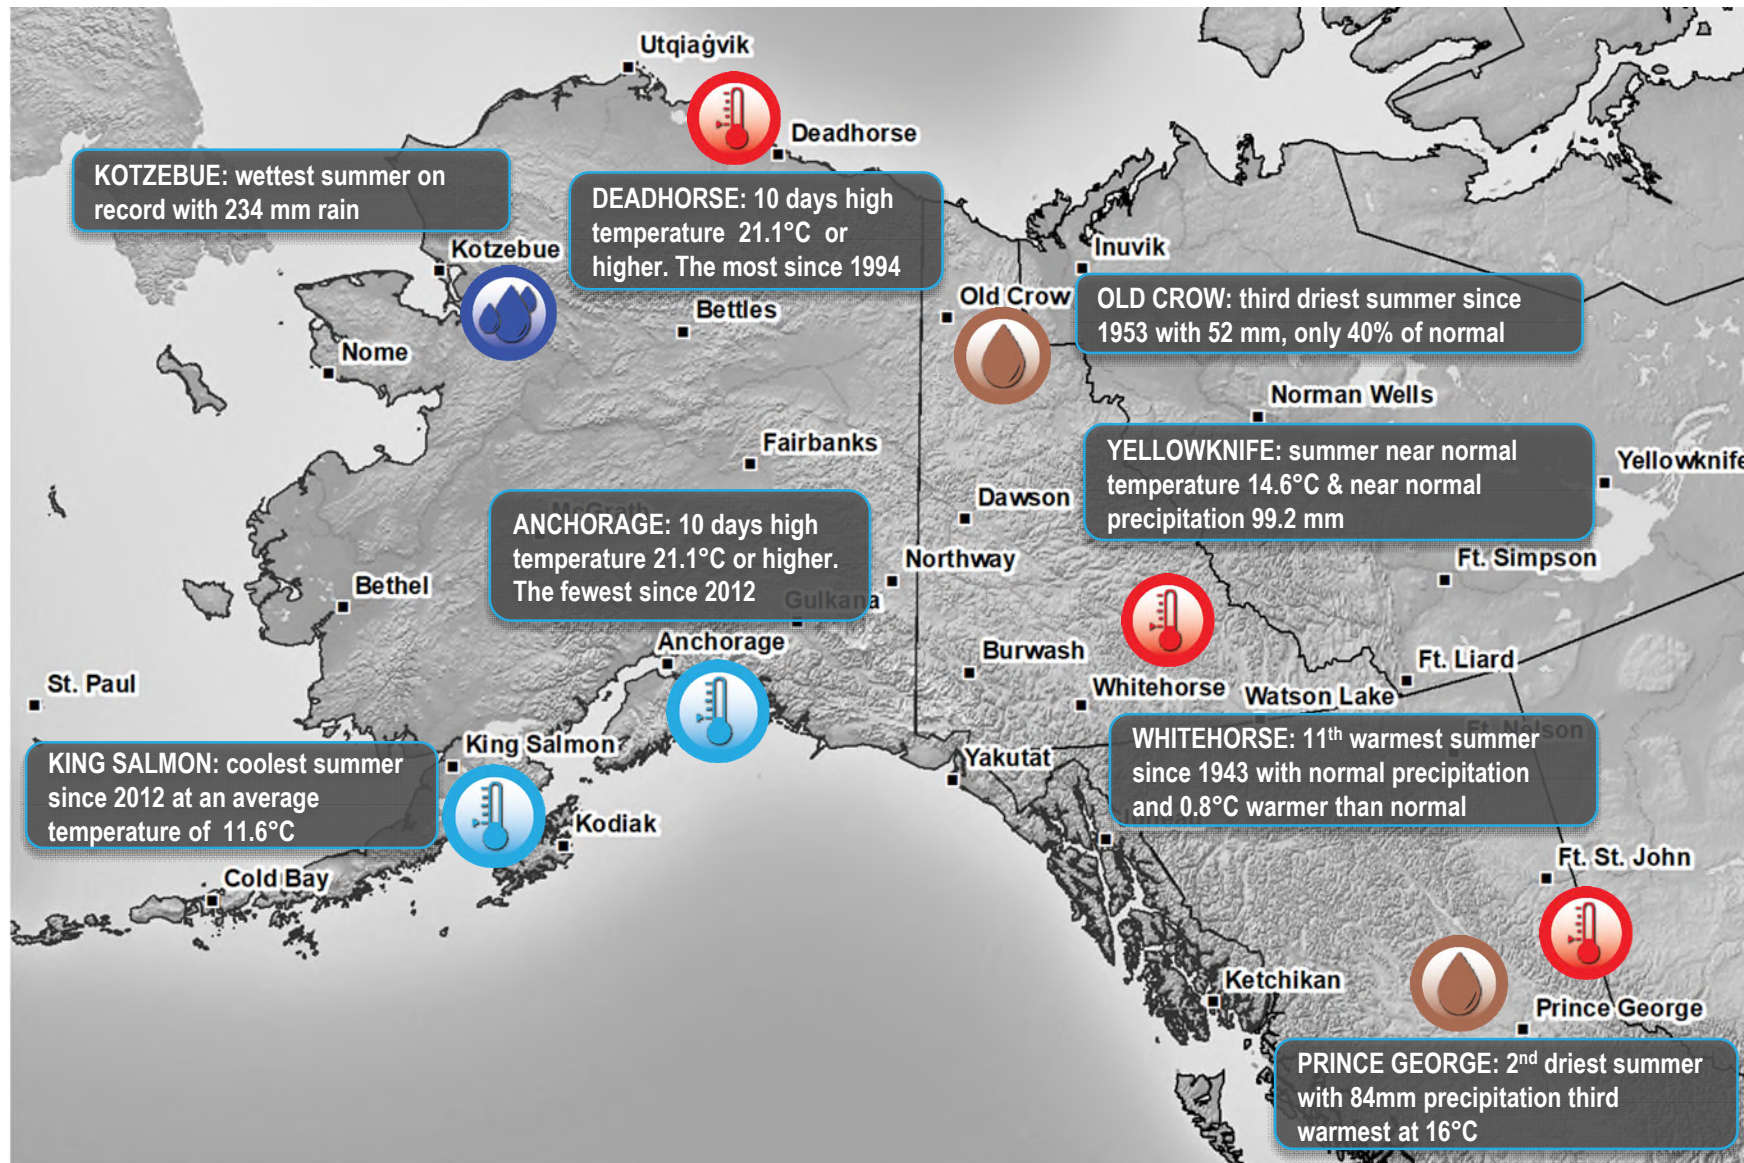 Utqiaġvik
Deadhorse
KOTZEBUE: wettest summer on
record with 234 mm rain
DEADHORSE: 10 days high
temperature 21.1°C or
higher. The most since 1994
Kotzebue
Inuvik
Old Crow
OLD CROW: third driest summer since
1953 with 52 mm, only 40% of normal
Bettles
Nome
Norman Wells
Fairbanks
YELLOWKNIFE: summer near normal
temperature 14.6°C & near normal
precipitation 99.2 mm
Yellowknife
Dawson
McGrath
ANCHORAGE: 10 days high
temperature 21.1°C or higher.
The fewest since 2012
Northway
Ft. Simpson
Bethel
Gulkana
Anchorage
Burwash
Ft. Liard
St. Paul
Whitehorse
Watson Lake
Ft. Nelson
King Salmon
KING SALMON: coolest summer
since 2012 at an average
temperature of 11.6°C
Yakutat
WHITEHORSE: 11th warmest summer
since 1943 with normal precipitation
and 0.8°C warmer than normal
Kodiak
Juneau
Ft. St. John
Cold Bay
Ketchikan
Prince George
PRINCE GEORGE: 2nd driest summer
with 84mm precipitation third
warmest at 16°C